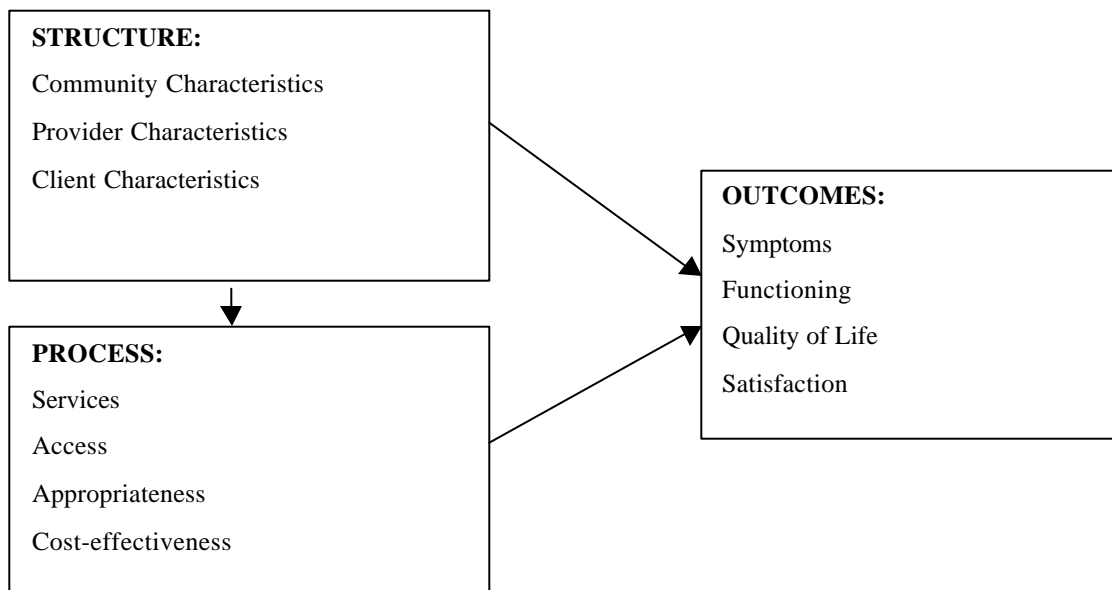 STRUCTURE:
Community Characteristics
Provider Characteristics
Client Characteristics
PROCESS:
Services
Access
Appropriateness
Cost-effectiveness
OUTCOMES:
Symptoms
Functioning
Quality of Life
Satisfaction